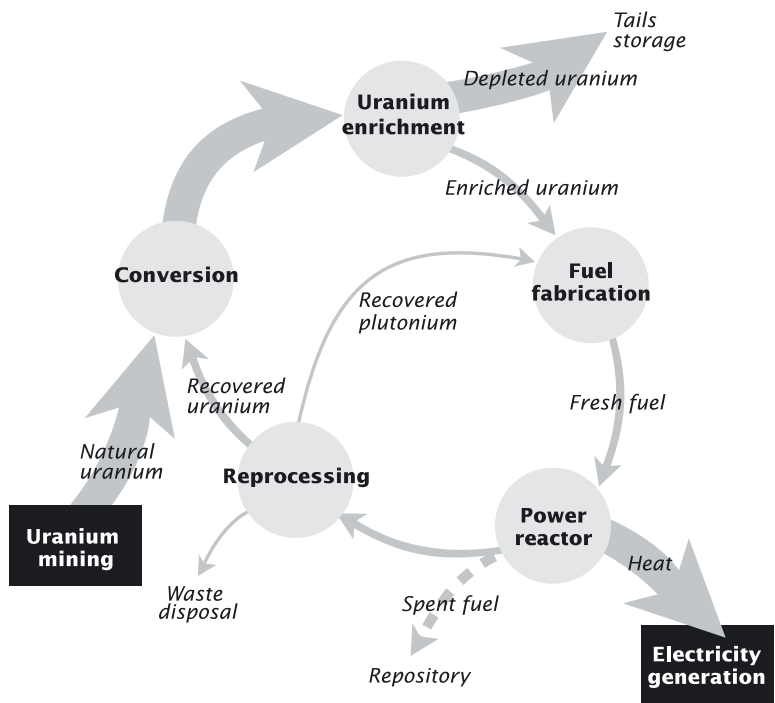 Tails
storage
Depleted uranium
Uranium
enrichment
Enriched uranium
Conversion
Fuel
fabrication
Recovered
plutonium
Recovered
uranium
Fresh fuel
Natural
uranium
Reprocessing
Uranium
mining
Power
reactor
Heat
Waste
disposal
Spent fuel
Repository
Electricity
generation